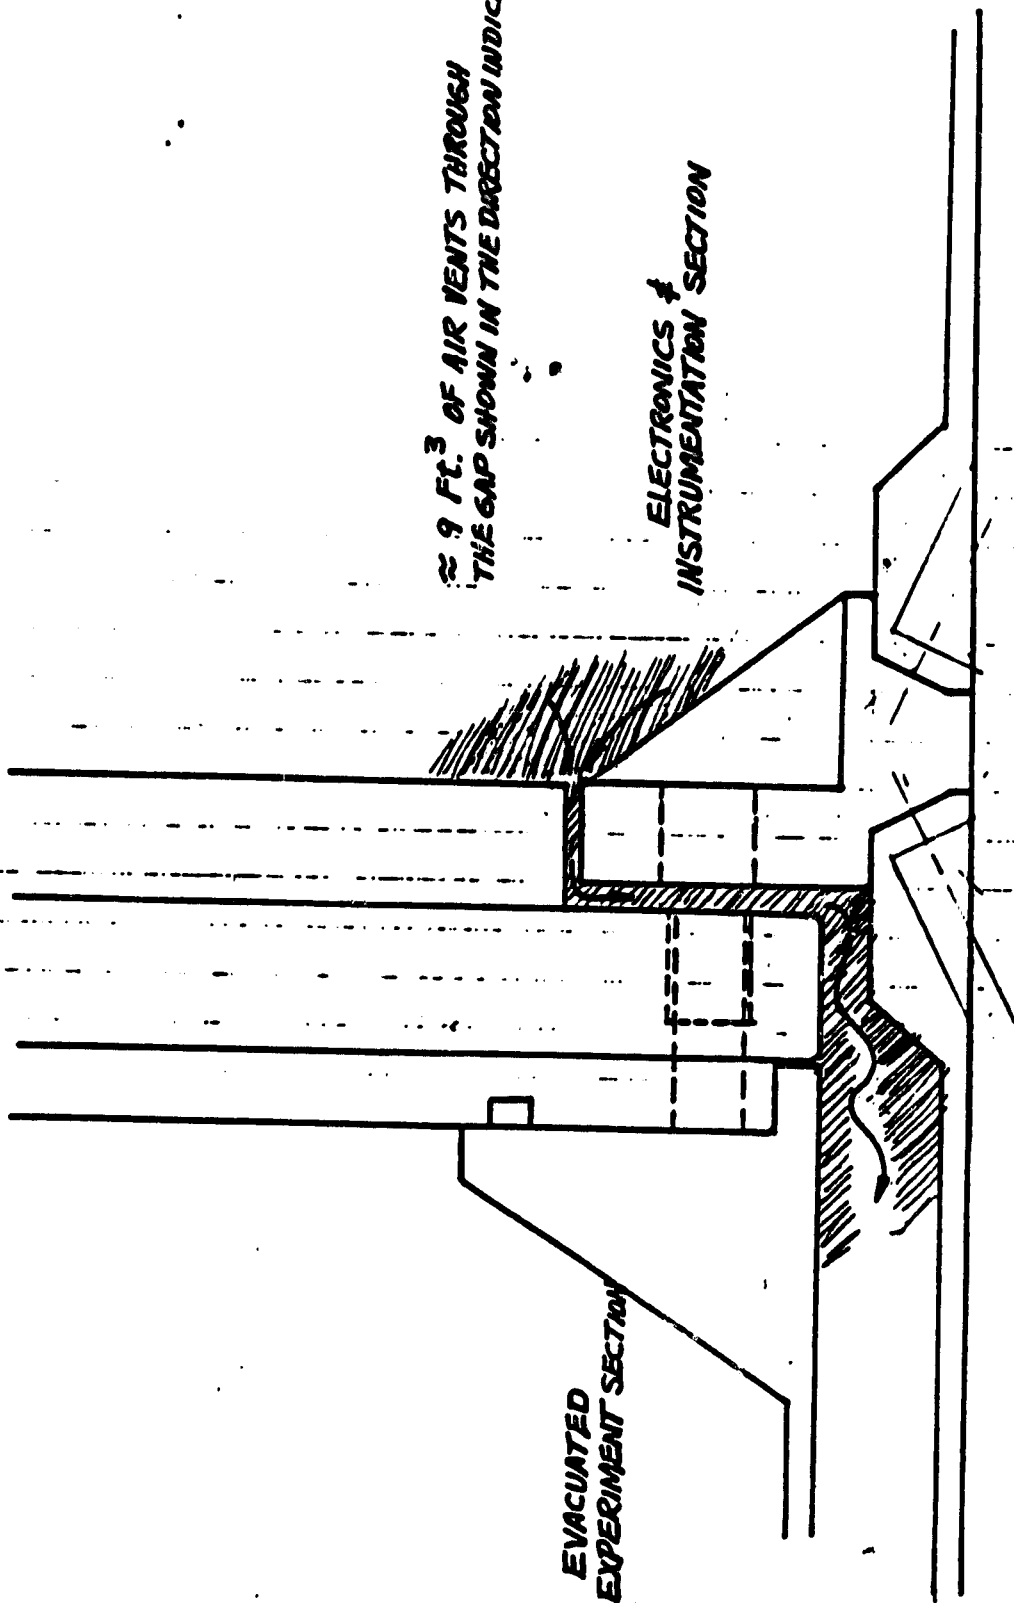 ≈ 9 Ft.³ OF AIR VENTS THROUGH
THE GAP SHOWN IN THE DIRECTION INDIC
ELECTRONICS &
INSTRUMENTATION SECTION
EVACUATED
EXPERIMENT SECTION